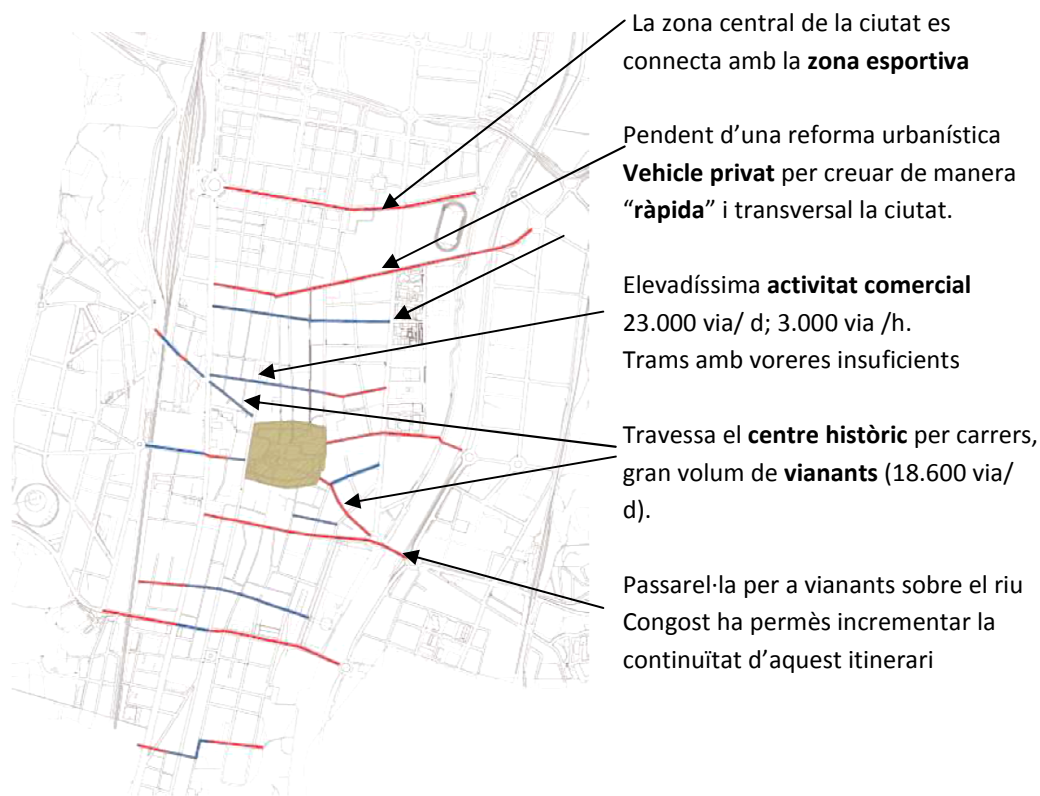 La zona central de la ciutat es
connecta amb la zona esportiva
Pendent d’una reforma urbanística
Vehicle privat per creuar de manera
“ràpida” i transversal la ciutat.
Elevadíssima activitat comercial
23.000 via/ d; 3.000 via /h.
Trams amb voreres insuficients
Travessa el centre històric per carrers,
gran volum de vianants (18.600 via/
d).
Passarel·la per a vianants sobre el riu
Congost ha permès incrementar la
continuïtat d’aquest itinerari